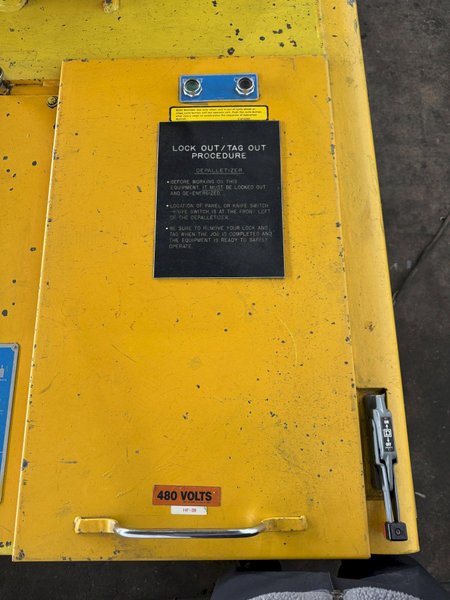 LOCK OUT/TAG OUT
PROCEDURE
DEPALLETIZER
• BEFORE WORKING ON THIS
EQUIPMENT IT MUST BE LOCKED OUT
AND DE-ENERGIZED
• LOCATION OF PANEL OR KNIFE SWITCH
KNIFE SWITCH IS AT THE FRONT LEFT
OF THE DEPALLETIZER
• BE SURE TO REMOVE YOUR LOCK AND
TAG WHEN THE JOB IS COMPLETED AND
THE EQUIPMENT IS READY TO SAFELY
OPERATE.
480 VOLTS